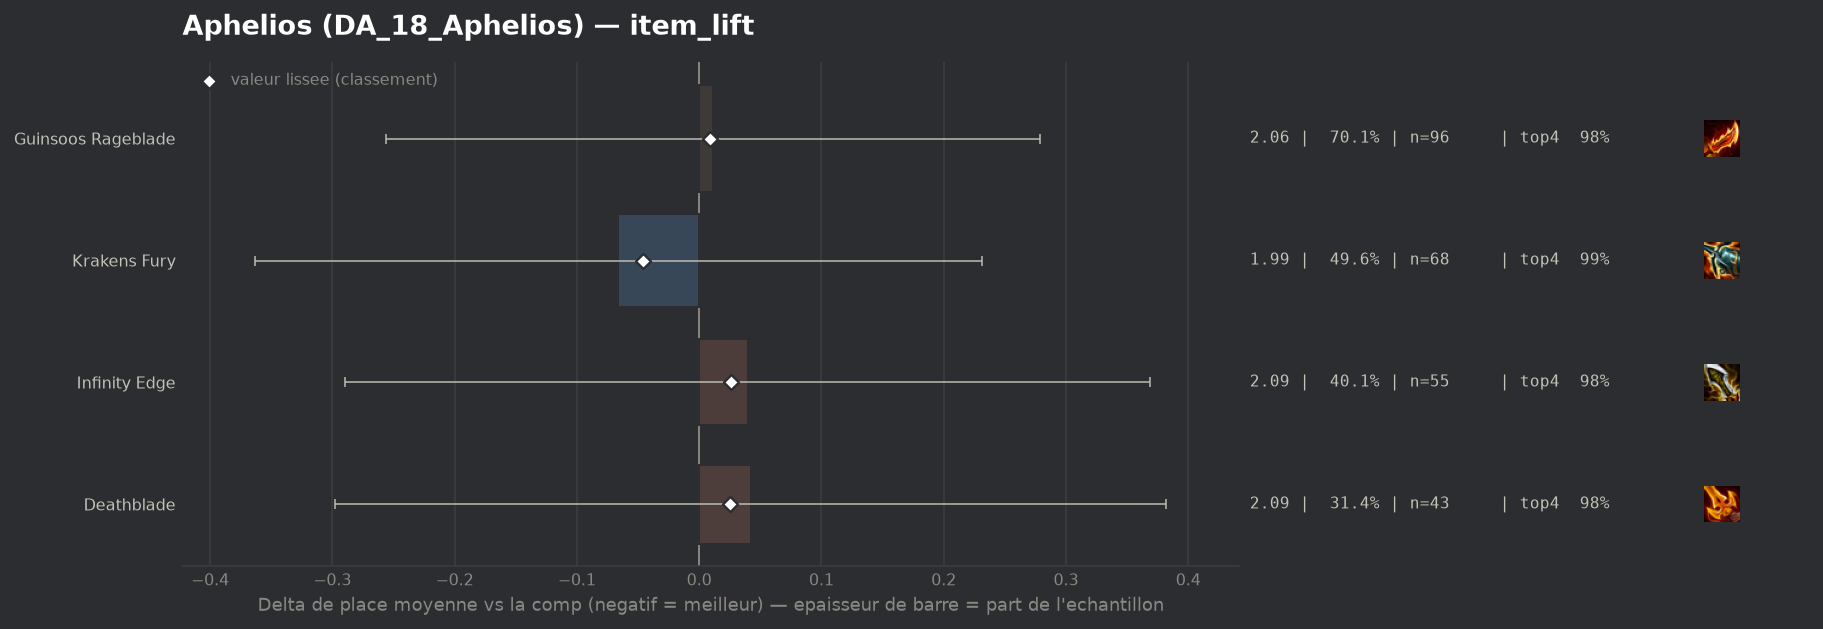 Aphelios (DA_18_Aphelios) — item_lift
valeur lissee (classement)
Guinsoos Rageblade 2.06 | 70.1% | n=96 | top4 98%
Krakens Fury 1.99 | 49.6% | n=68 | top4 99%
Infinity Edge 2.09 | 40.1% | n=55 | top4 98%
Deathblade 2.09 | 31.4% | n=43 | top4 98%
−0.4 −0.3 −0.2 −0.1 0.0 0.1 0.2 0.3 0.4
Delta de place moyenne vs la comp (negatif = meilleur) — epaisseur de barre = part de l'echantillon